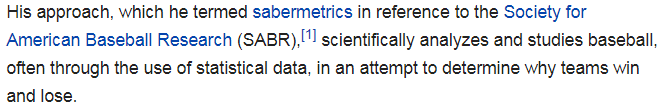 His approach, which he termed sabermetrics in reference to the Society for
American Baseball Research (SABR),[1] scientifically analyzes and studies baseball,
often through the use of statistical data, in an attempt to determine why teams win
and lose.